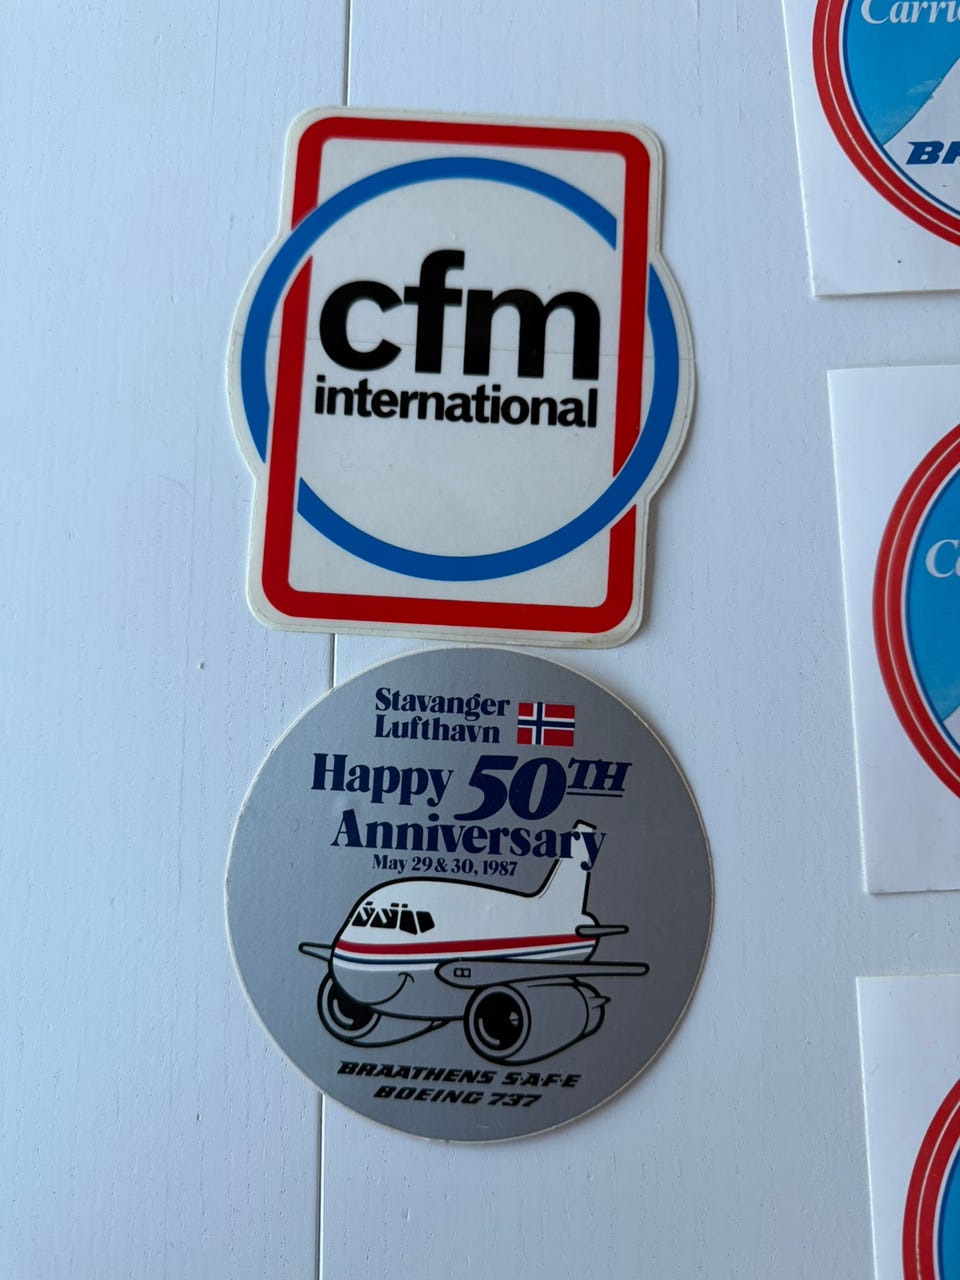 cfm
international
Stavanger
Lufthavn
Happy 50TH
Anniversary
May 29 & 30, 1987
BRAATHENS S·A·F·E
BOEING 737